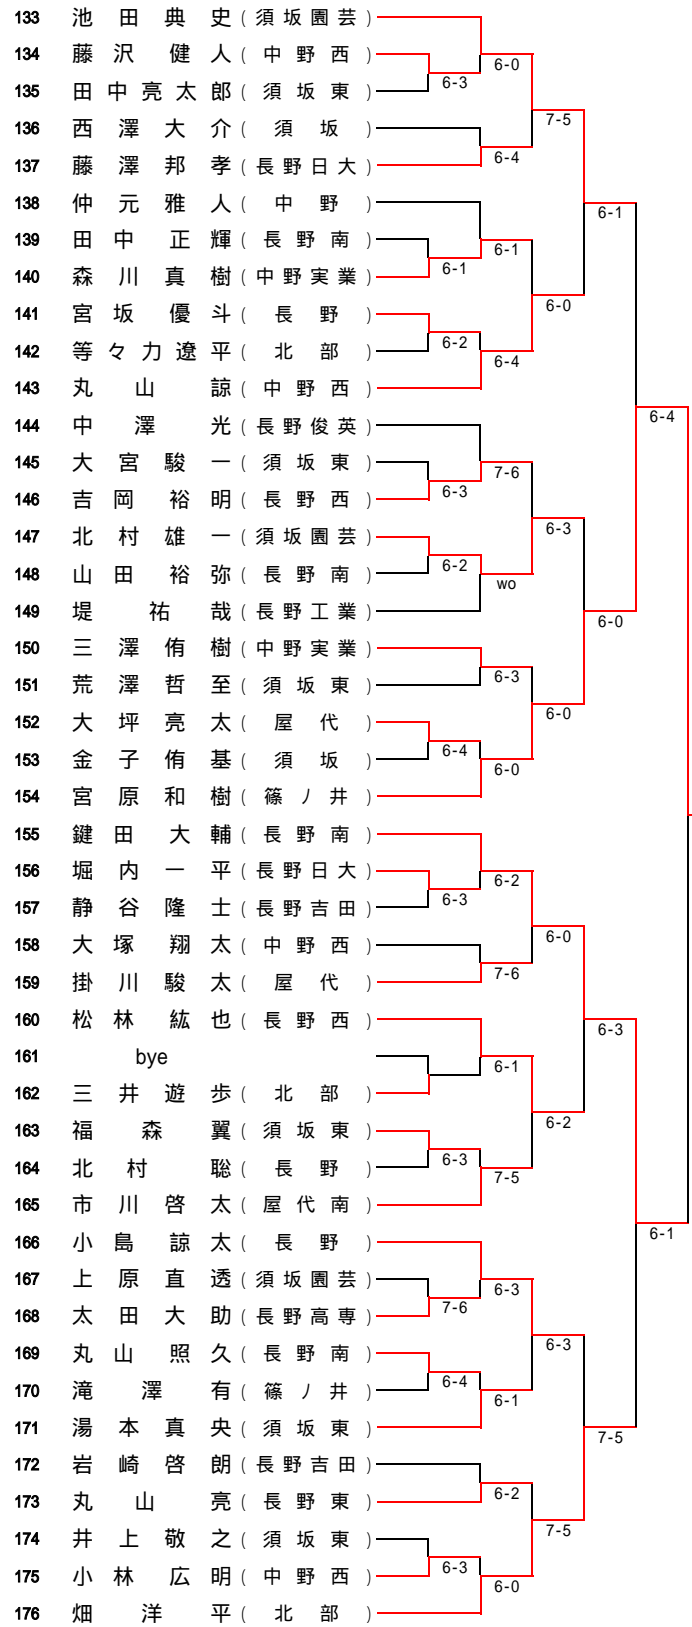 133 池田典史 (須坂園芸)
134 藤沢健人 (中野西)
6-0
6-3
135 田中亮太郎 (須坂東)
7-5
136 西澤大介 (須坂)
6-4
137 藤澤邦孝 (長野日大)
138 仲元雅人 (中野)
6-1
139 田中正輝 (長野南)
6-1
6-1
140 森川真樹 (中野実業)
6-0
141 宮坂優斗 (長野)
6-2
142 等々力遼平 (北部)
6-4
143 丸山諒 (中野西)
6-4
144 中澤光 (長野俊英)
145 大宮駿一 (須坂東)
7-6
6-3
146 吉岡裕明 (長野西)
6-3
147 北村雄一 (須坂園芸)
6-2
148 山田裕弥 (長野南)
wo
149 堤祐哉 (長野工業)
6-0
150 三澤侑樹 (中野実業)
6-3
151 荒澤哲至 (須坂東)
6-0
152 大坪亮太 (屋代)
6-4
153 金子侑基 (須坂)
6-0
154 宮原和樹 (篠ノ井)
155 鍵田大輔 (長野南)
156 堀内一平 (長野日大)
6-2
6-3
157 静谷隆士 (長野吉田)
6-0
158 大塚翔太 (中野西)
7-6
159 掛川駿太 (屋代)
160 松林紘也 (長野西)
6-3
161 bye
6-1
162 三井遊歩 (北部)
6-2
163 福森翼 (須坂東)
6-3
164 北村聡 (長野)
7-5
165 市川啓太 (屋代南)
6-1
166 小島諒太 (長野)
167 上原直透 (須坂園芸)
6-3
7-6
168 太田大助 (長野高専)
6-3
169 丸山照久 (長野南)
6-4
170 滝澤有 (篠ノ井)
6-1
171 湯本真央 (須坂東)
7-5
172 岩崎啓朗 (長野吉田)
6-2
173 丸山亮 (長野東)
7-5
174 井上敬之 (須坂東)
6-3
175 小林広明 (中野西)
6-0
176 畑洋平 (北部)